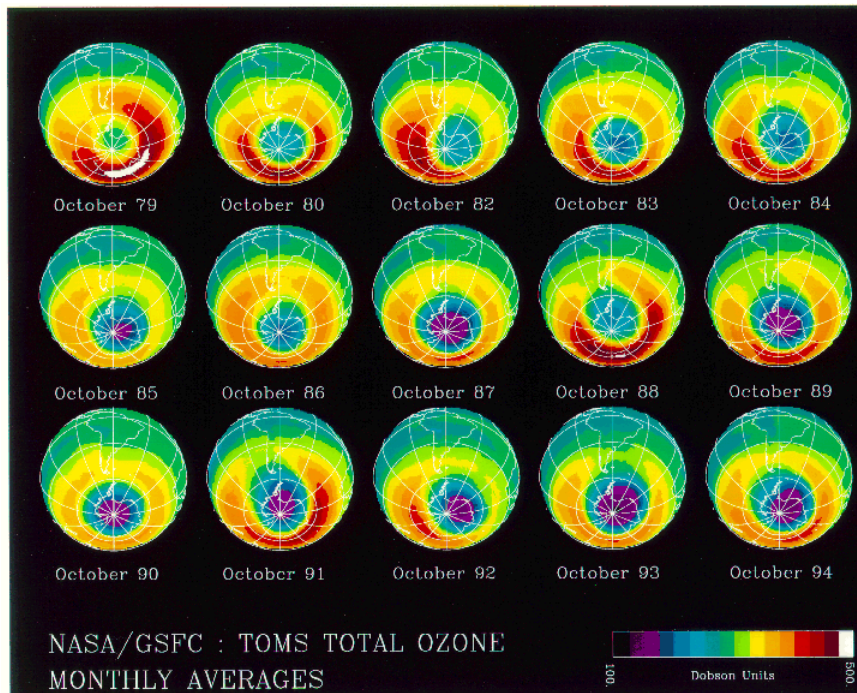 October 79
October 80
October 82
October 83
October 84
October 85
October 86
October 87
October 88
October 89
October 90
October 91
October 92
October 93
October 94
NASA/GSFC : TOMS TOTAL OZONE
MONTHLY AVERAGES
100.
500.
Dobson Units